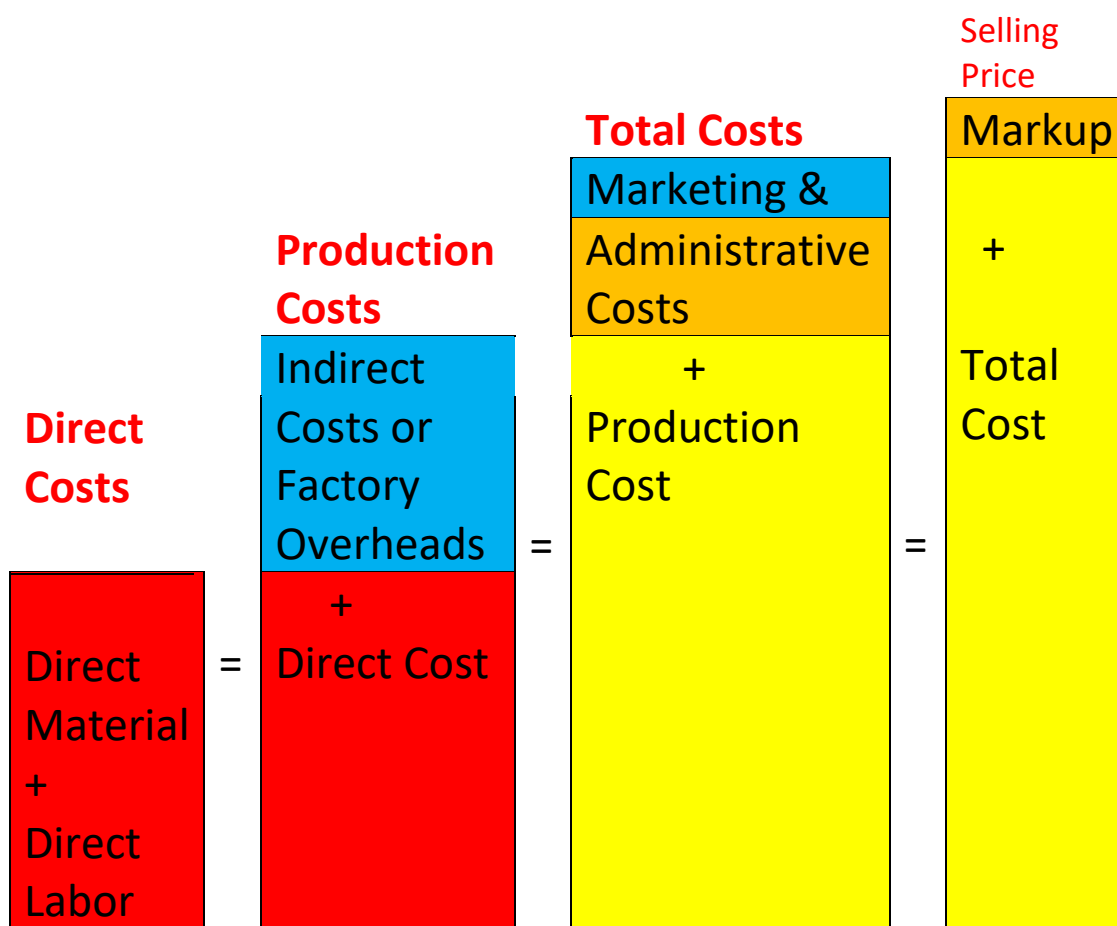 Direct
Costs
Direct
Material
+
Direct
Labor
=
Production
Costs
Indirect
Costs or
Factory
Overheads
+
Direct Cost
=
Total Costs
Marketing &
Administrative
Costs
+
Production
Cost
=
Selling
Price
Markup
+
Total
Cost